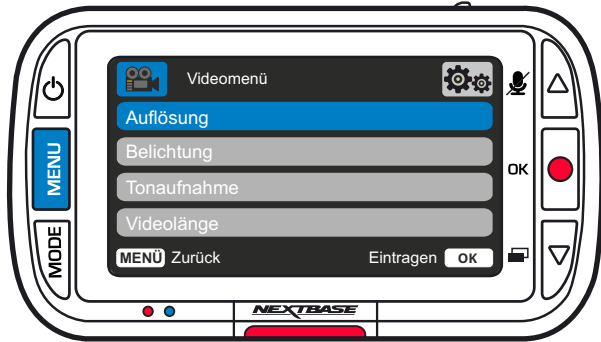 Videomenü
Auflösung
MENU
Belichtung
OK
Tonaufnahme
Videolänge
MODE
MENÜ Zurück Eintragen OK
NEXTBASE